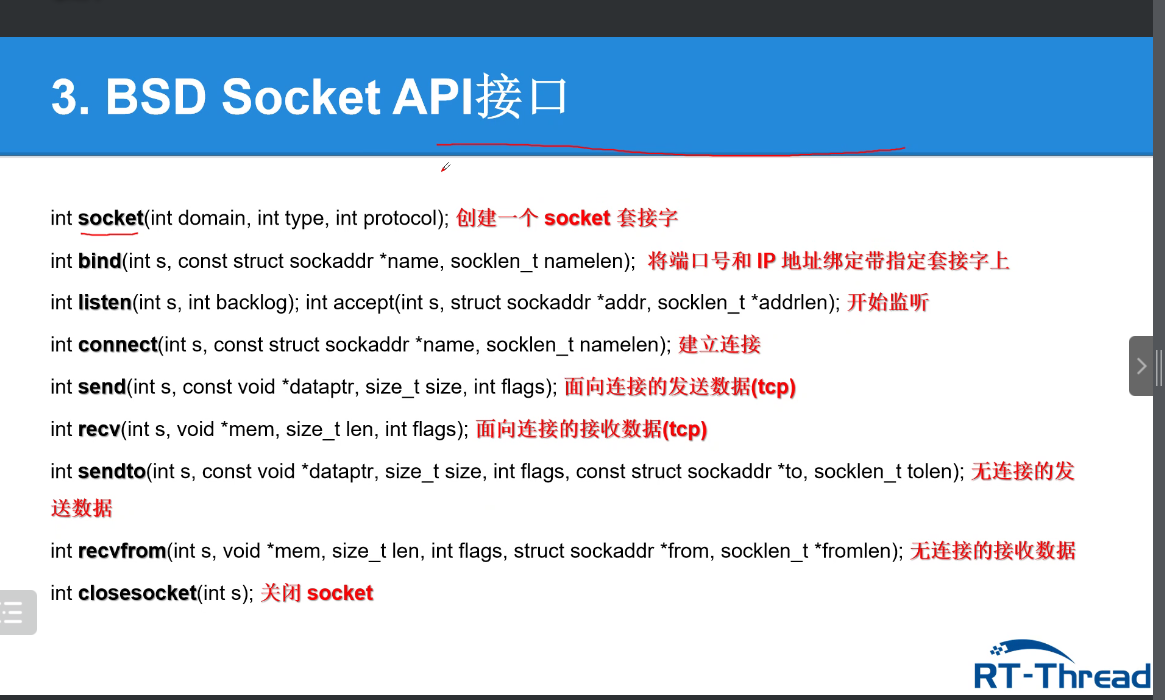 3. BSD Socket API接口
int socket(int domain, int type, int protocol); 创建一个 socket 套接字
int bind(int s, const struct sockaddr *name, socklen_t namelen); 将端口号和 IP 地址绑定带指定套接字上
int listen(int s, int backlog); int accept(int s, struct sockaddr *addr, socklen_t *addrlen); 开始监听
int connect(int s, const struct sockaddr *name, socklen_t namelen); 建立连接
int send(int s, const void *dataptr, size_t size, int flags); 面向连接的发送数据(tcp)
int recv(int s, void *mem, size_t len, int flags); 面向连接的接收数据(tcp)
int sendto(int s, const void *dataptr, size_t size, int flags, const struct sockaddr *to, socklen_t tolen); 无连接的发
送数据
int recvfrom(int s, void *mem, size_t len, int flags, struct sockaddr *from, socklen_t *fromlen); 无连接的接收数据
int closesocket(int s); 关闭 socket
RT-Thread